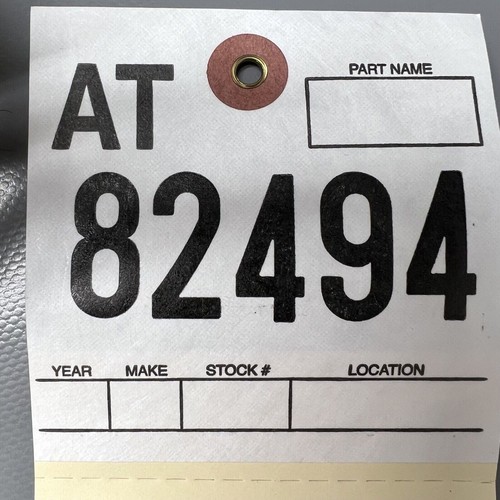 AT
PART NAME
82494
YEAR MAKE STOCK # LOCATION